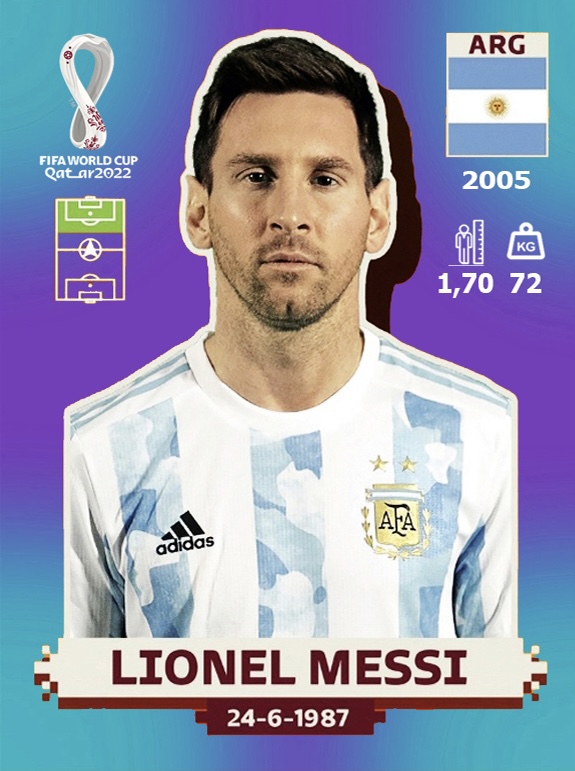 ARG
FIFA WORLD CUP
Qatar2022
2005
KG
1,70 72
adidas
AFA
LIONEL MESSI
24-6-1987